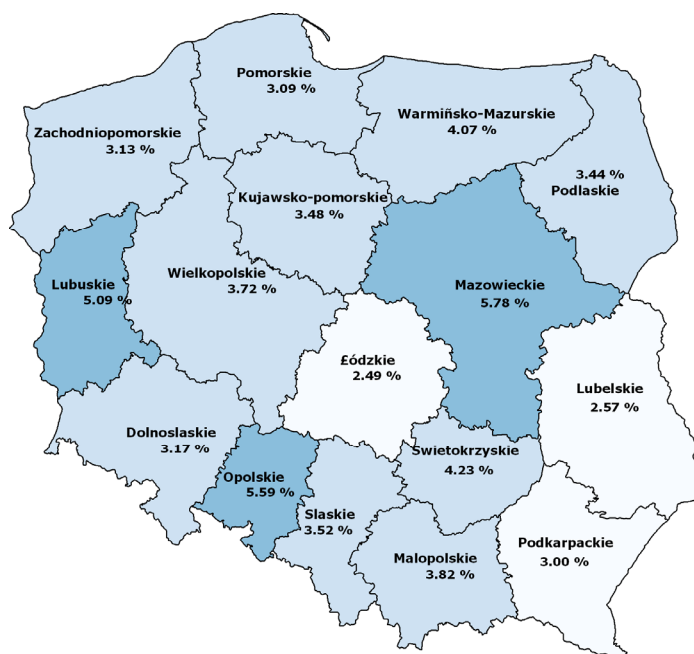 Pomorskie
3.09 %
Warmiñsko-Mazurskie
4.07 %
Zachodniopomorskie
3.13 %
3.44 %
Podlaskie
Kujawsko-pomorskie
3.48 %
Wielkopolskie
3.72 %
Lubuskie
5.09 %
Mazowieckie
5.78 %
£ódzkie
2.49 %
Lubelskie
2.57 %
Dolnoslaskie
3.17 %
Swietokrzyskie
4.23 %
Opolskie
5.59 %
Slaskie
3.52 %
Podkarpackie
3.00 %
Malopolskie
3.82 %